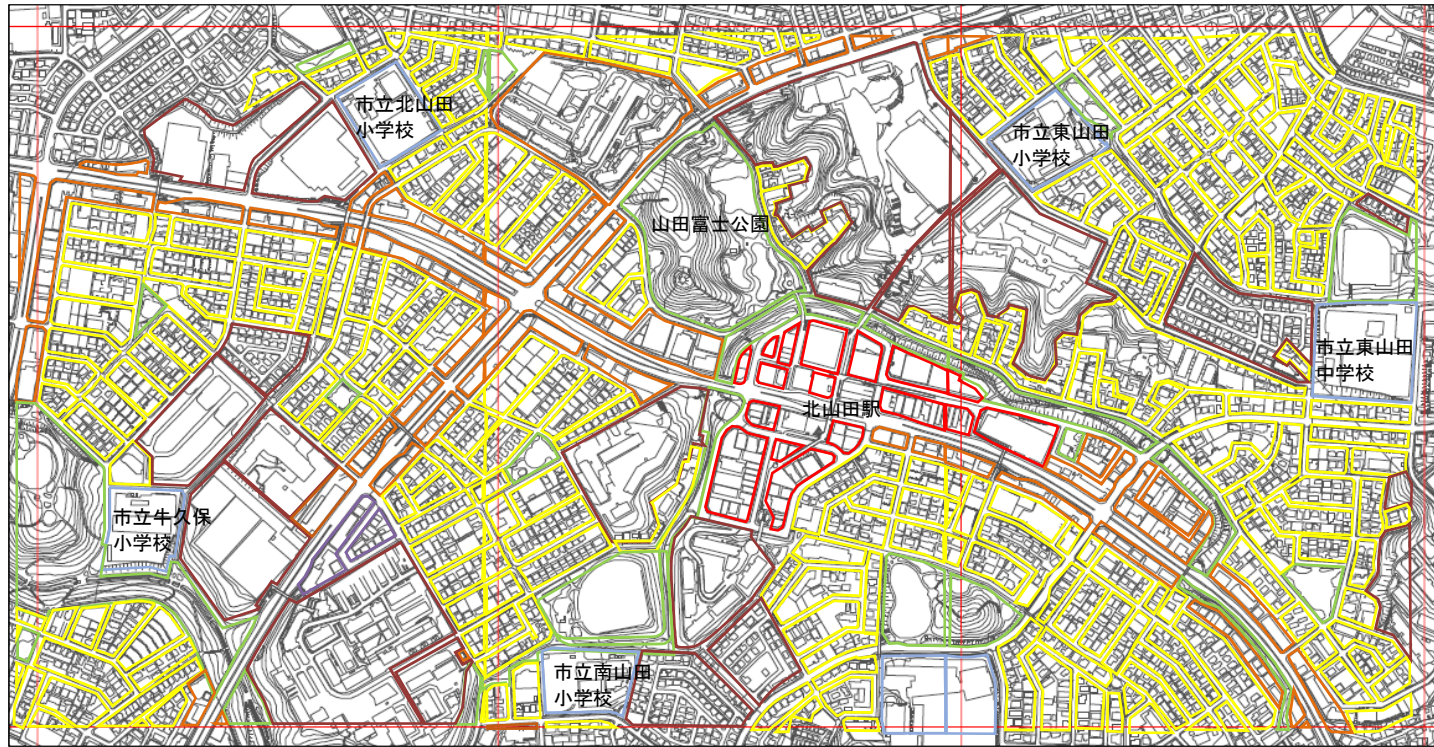 市立北山田
小学校
市立東山田
小学校
山田富士公園
市立東山田
中学校
北山田駅
市立牛久保
小学校
市立南山田
小学校